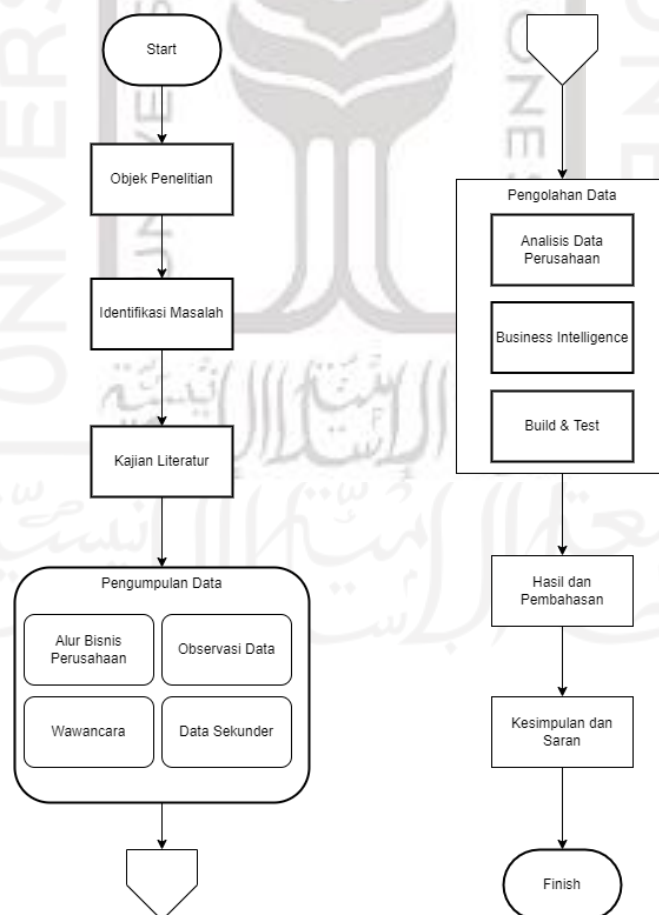 Start
Objek Penelitian
Identifikasi Masalah
Kajian Literatur
Pengumpulan Data
Alur Bisnis
Perusahaan
Observasi Data
Wawancara
Data Sekunder
Pengolahan Data
Analisis Data
Perusahaan
Business Intelligence
Build & Test
Hasil dan
Pembahasan
Kesimpulan dan
Saran
Finish